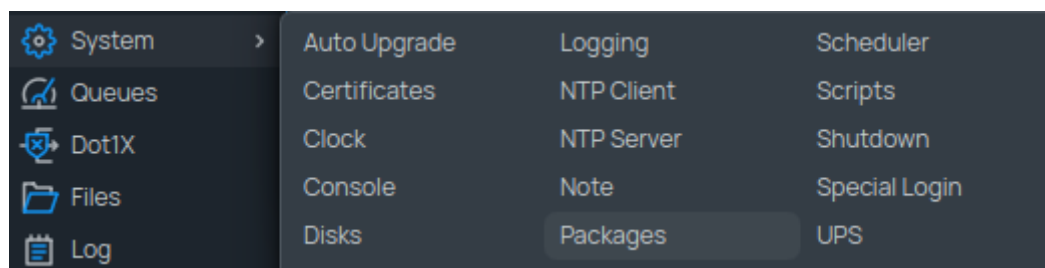 System
Queues
Dot1X
Files
Log
Auto Upgrade
Certificates
Clock
Console
Disks
Logging
NTP Client
NTP Server
Note
Packages
Scheduler
Scripts
Shutdown
Special Login
UPS